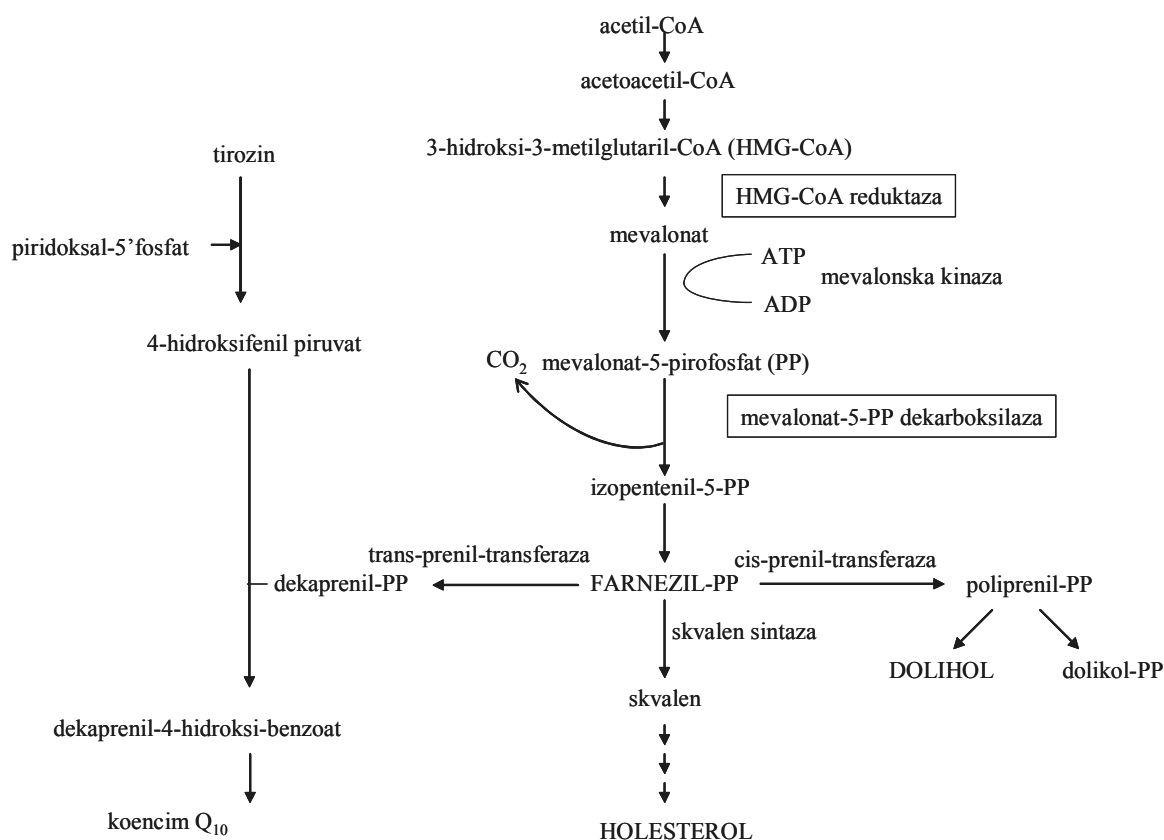 acetil-CoA
acetoacetil-CoA
3-hidroksi-3-metilglutaril-CoA (HMG-CoA)
tirozin
HMG-CoA reduktaza
piridoksal-5’fosfat
mevalonat
ATP
mevalonska kinaza
ADP
4-hidroksifenil piruvat
CO₂ mevalonat-5-pirofosfat (PP)
mevalonat-5-PP dekarboksilaza
izopentenil-5-PP
trans-prenil-transferaza
cis-prenil-transferaza
dekaprenil-PP
FARNEZIL-PP
poliprenil-PP
skvalen sintaza
DOLIHOL
dolikol-PP
skvalen
dekaprenil-4-hidroksi-benzoat
koencim Q₁₀
HOLESTEROL